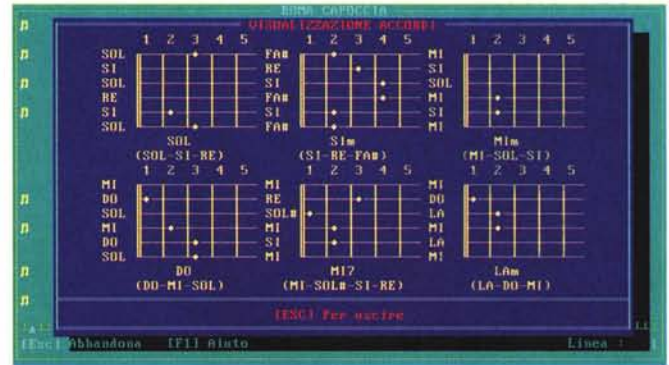 ROMA CAPOCCIA
VISUALIZZAZIONE ACCORDI
1 2 3 4 5 1 2 3 4 5 1 2 3 4 5
SOL FA# MI
SI RE SI
SOL SI SOL
RE FA# MI
SI SI SI
SOL FA# MI
SOL SIm MIm
(SOL-SI-RE) (SI-RE-FA#) (MI-SOL-SI)
1 2 3 4 5 1 2 3 4 5 1 2 3 4 5
MI MI MI
DO RE DO
SOL SOL# LA
MI MI MI
DO SI LA
SOL MI MI
DO MI7 LAm
(DO-MI-SOL) (MI-SOL#-SI-RE) (LA-DO-MI)
[ESC] Per uscire
[Esc] Abbandona [F1] Aiuto Linea :